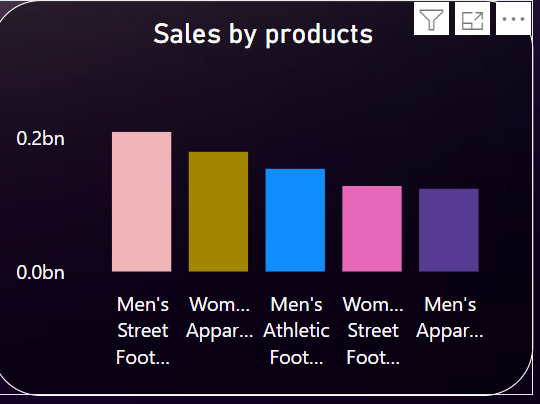 Sales by products
0.2bn
0.0bn
Men's
Street
Foot...
Wom...
Appar...
Men's
Athletic
Foot...
Wom...
Street
Foot...
Men's
Appar...